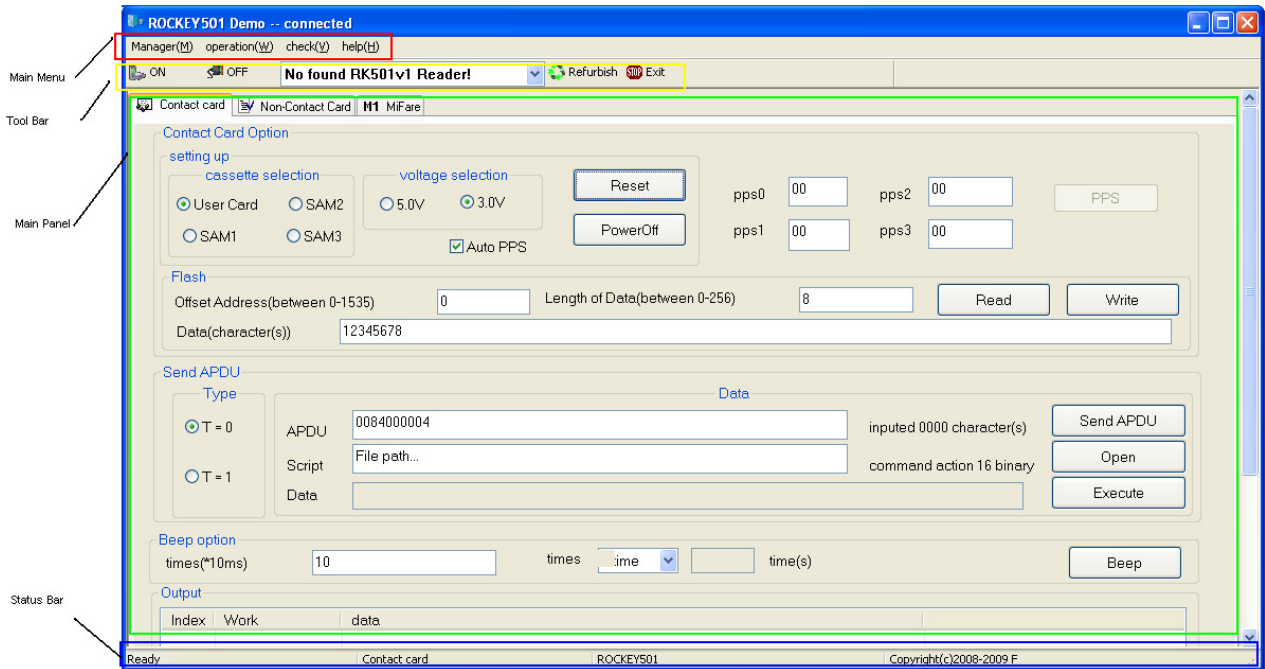 ROCKEY501 Demo -- connected
Manager(M) operation(W) check(V) help(H)
Main Menu
ON OFF No found RK501v1 Reader! Refurbish STOP Exit
Tool Bar
Contact card Non-Contact Card M1 MiFare
Contact Card Option
setting up
cassette selection voltage selection
User Card SAM2 5.0V 3.0V Reset pps0 00 pps2 00 PPS
Main Panel
SAM1 SAM3 Auto PPS PowerOff pps1 00 pps3 00
Flash
Offset Address(between 0-1535) 0 Length of Data(between 0-256) 8 Read Write
Data(character(s)) 12345678
Send APDU
Type Data
T = 0 APDU 0084000004 inputed 0000 character(s) Send APDU
Script File path... command action 16 binary Open
T = 1
Data Execute
Beep option
times(*10ms) 10 times time(s) Beep
Status Bar
Output
Index Work data
Ready Contact card ROCKEY501 Copyright(c)2008-2009 F